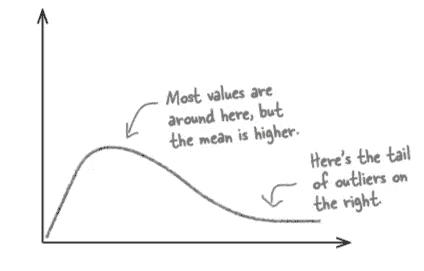 Most values are
around here, but
the mean is higher.
Here's the tail
of outliers on
the right.